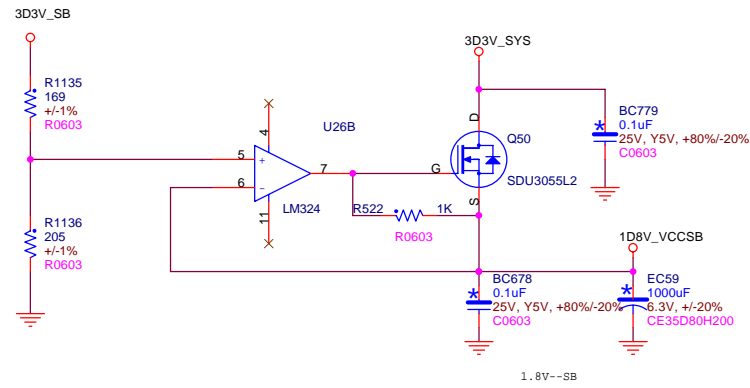 3D3V_SB
R1135
169
+/-1%
R0603
R1136
205
+/-1%
R0603
5
6
+
−
4
11
7
U26B
LM324
R522
1K
R0603
3D3V_SYS
D
G
S
Q50
SDU3055L2
*
BC779
0.1uF
25V, Y5V, +80%/-20%
C0603
*
BC678
0.1uF
25V, Y5V, +80%/-20%
C0603
1D8V_VCCSB
*
EC59
1000uF
6.3V, +/-20%
CE35D80H200
1.8V--SB